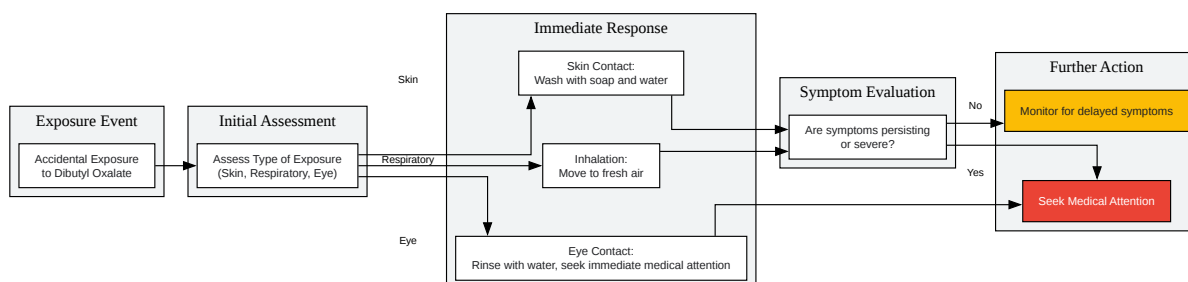 Exposure Event
Accidental Exposure
to Dibutyl Oxalate
Initial Assessment
Assess Type of Exposure
(Skin, Respiratory, Eye)
Skin
Respiratory
Eye
Immediate Response
Skin Contact:
Wash with soap and water
Inhalation:
Move to fresh air
Eye Contact:
Rinse with water, seek immediate medical attention
Symptom Evaluation
Are symptoms persisting
or severe?
No
Yes
Further Action
Monitor for delayed symptoms
Seek Medical Attention